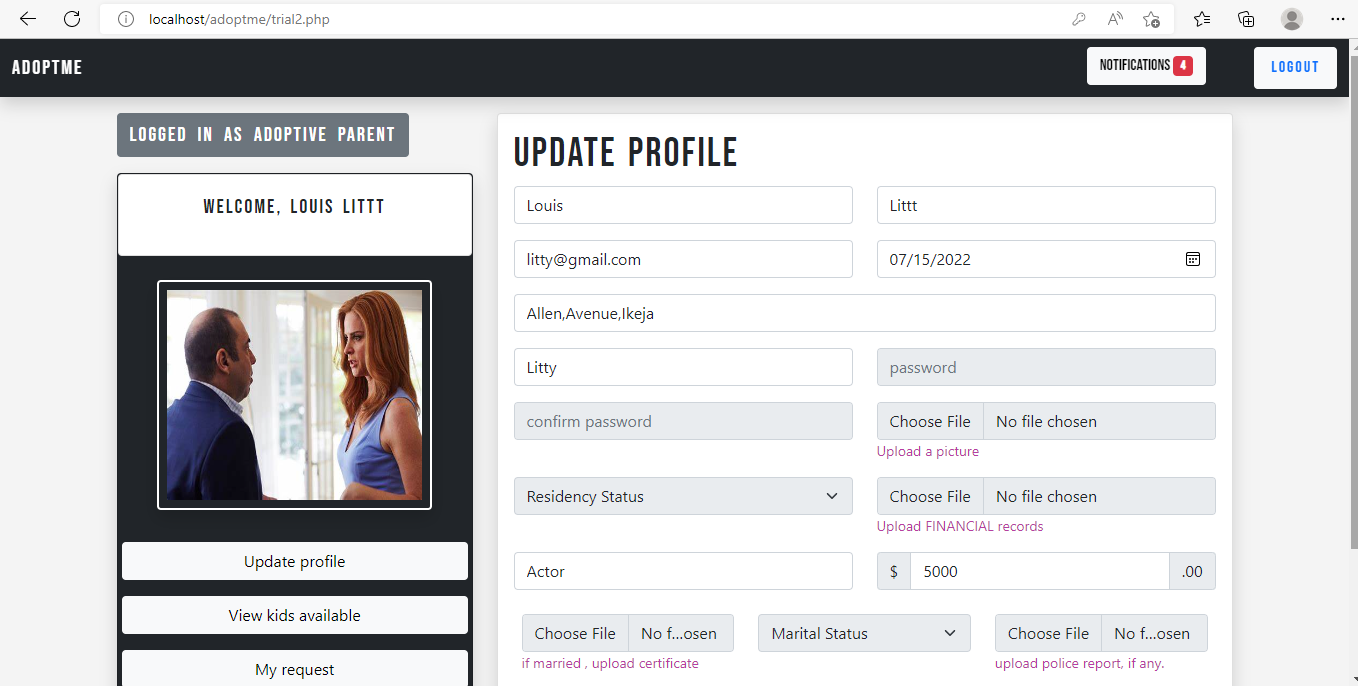 localhost/adoptme/trial2.php
ADOPTME
NOTIFICATIONS 4
LOGOUT
LOGGED IN AS ADOPTIVE PARENT
WELCOME, LOUIS LITTT
Update profile
View kids available
My request
UPDATE PROFILE
Louis
Littt
litty@gmail.com
07/15/2022
Allen,Avenue,Ikeja
Litty
password
confirm password
Choose File No file chosen
Upload a picture
Residency Status
Choose File No file chosen
Upload FINANCIAL records
Actor
$ 5000 .00
Choose File No f...osen
if married , upload certificate
Marital Status
Choose File No f...osen
upload police report, if any.